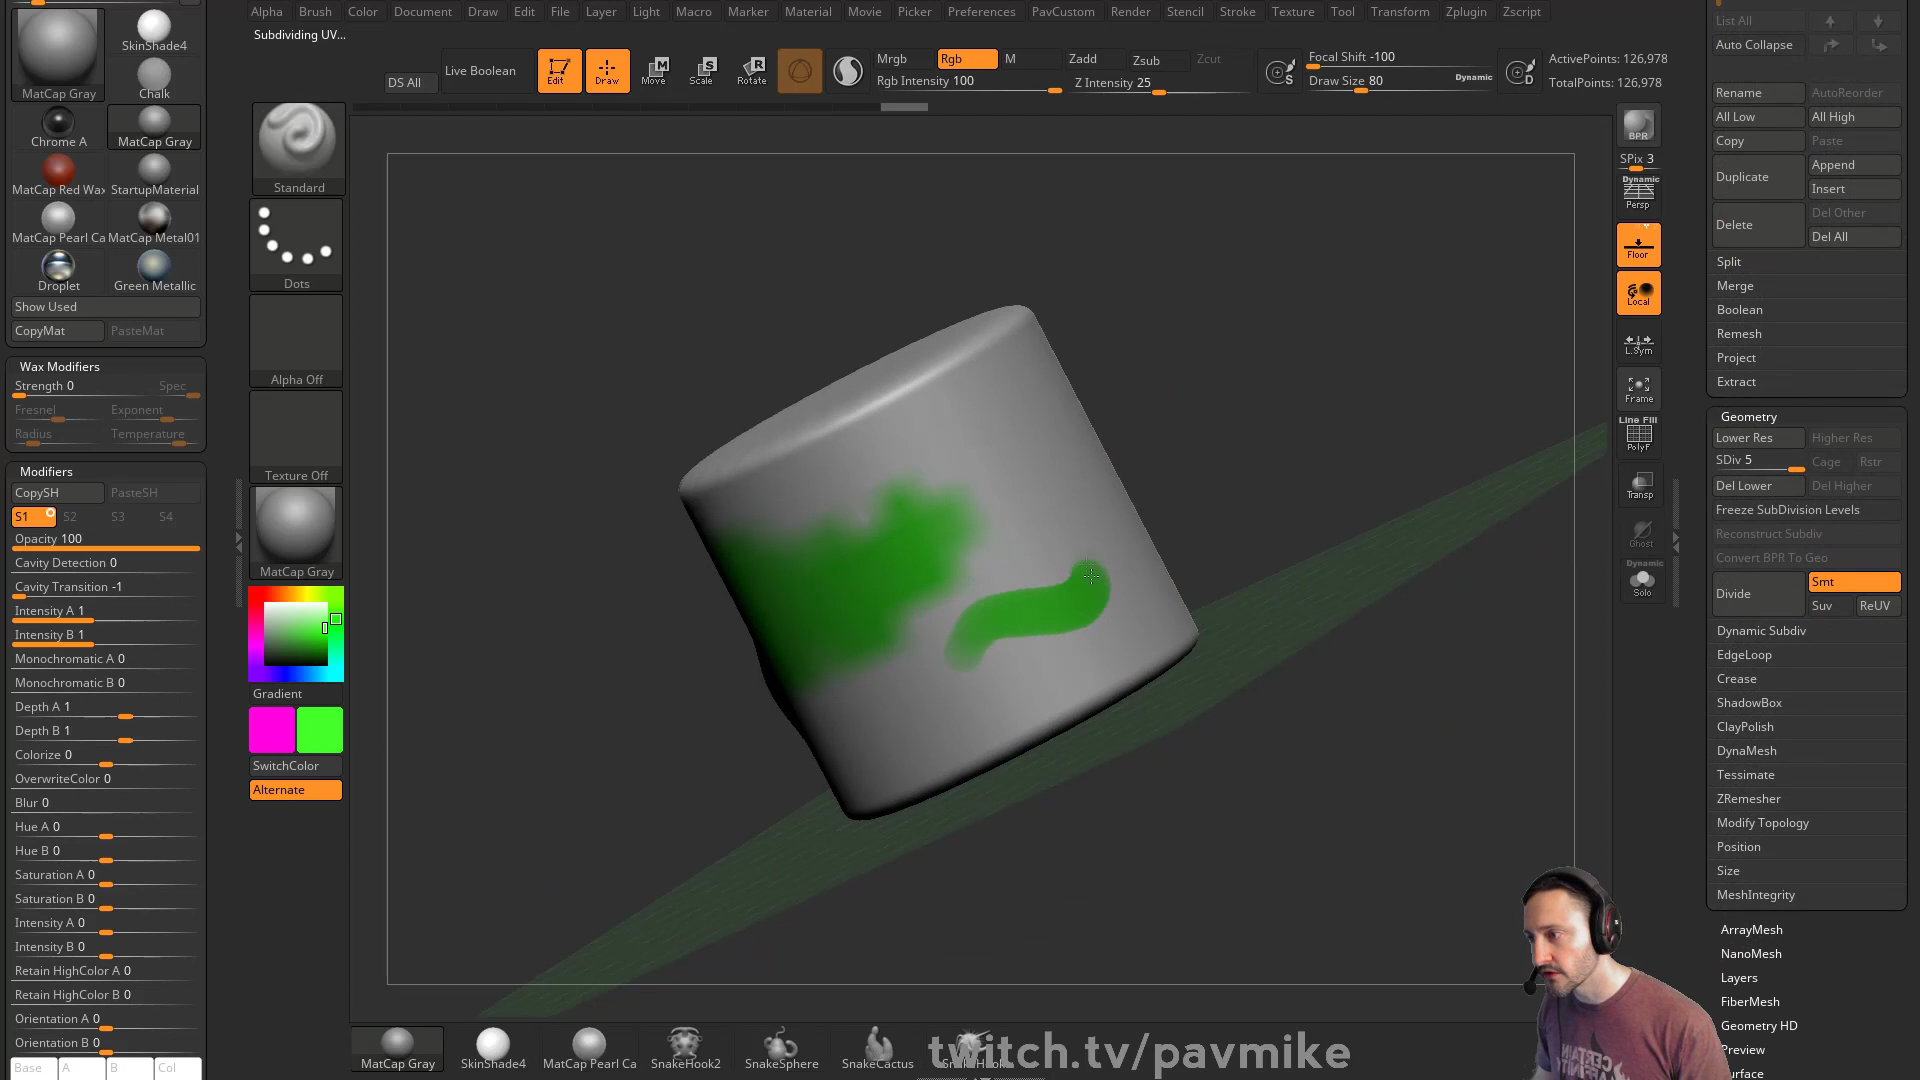 Alpha Brush Color Document Draw Edit File Layer Light Macro Marker Material Movie Picker Preferences PavCustom Render Stencil Stroke Texture Tool Transform Zplugin Zscript
Subdividing UV...
DS All
Live Boolean
Edit
Draw
Move
Scale
Rotate
Mrgb Rgb M
Rgb Intensity 100
Zadd Zsub Zcut
Z Intensity 25
S
Focal Shift -100
Draw Size 80
Dynamic
D
ActivePoints: 126,978
TotalPoints: 126,978
MatCap Gray
SkinShade4
Chalk
Chrome A
MatCap Gray
MatCap Red Wax
StartupMaterial
MatCap Pearl Ca
MatCap Metal01
Droplet
Green Metallic
Show Used
CopyMat PasteMat
Wax Modifiers
Strength 0 Spec
Fresnel Exponent
Radius Temperature
Modifiers
CopySH PasteSH
S1 S2 S3 S4
Opacity 100
Cavity Detection 0
Cavity Transition -1
Intensity A 1
Intensity B 1
Monochromatic A 0
Monochromatic B 0
Depth A 1
Depth B 1
Colorize 0
OverwriteColor 0
Blur 0
Hue A 0
Hue B 0
Saturation A 0
Saturation B 0
Intensity A 0
Intensity B 0
Retain HighColor A 0
Retain HighColor B 0
Orientation A 0
Orientation B 0
Base A B Col
Standard
Dots
Alpha Off
Texture Off
MatCap Gray
Gradient
SwitchColor
Alternate
BPR
SPix 3
Dynamic
Persp
Floor
Local
L.Sym
Frame
Line Fill
PolyF
Transp
Ghost
Dynamic
Solo
List All
Auto Collapse
Rename AutoReorder
All Low All High
Copy Paste
Duplicate Append
Insert
Delete Del Other
Del All
Split
Merge
Boolean
Remesh
Project
Extract
Geometry
Lower Res Higher Res
SDiv 5 Cage Rstr
Del Lower Del Higher
Freeze SubDivision Levels
Reconstruct Subdiv
Convert BPR To Geo
Divide Smt
Suv ReUV
Dynamic Subdiv
EdgeLoop
Crease
ShadowBox
ClayPolish
DynaMesh
Tessimate
ZRemesher
Modify Topology
Position
Size
MeshIntegrity
ArrayMesh
NanoMesh
Layers
FiberMesh
Geometry HD
Preview
MatCap Gray SkinShade4 MatCap Pearl Ca SnakeHook2 SnakeSphere SnakeCactus
twitch.tv/pavmike